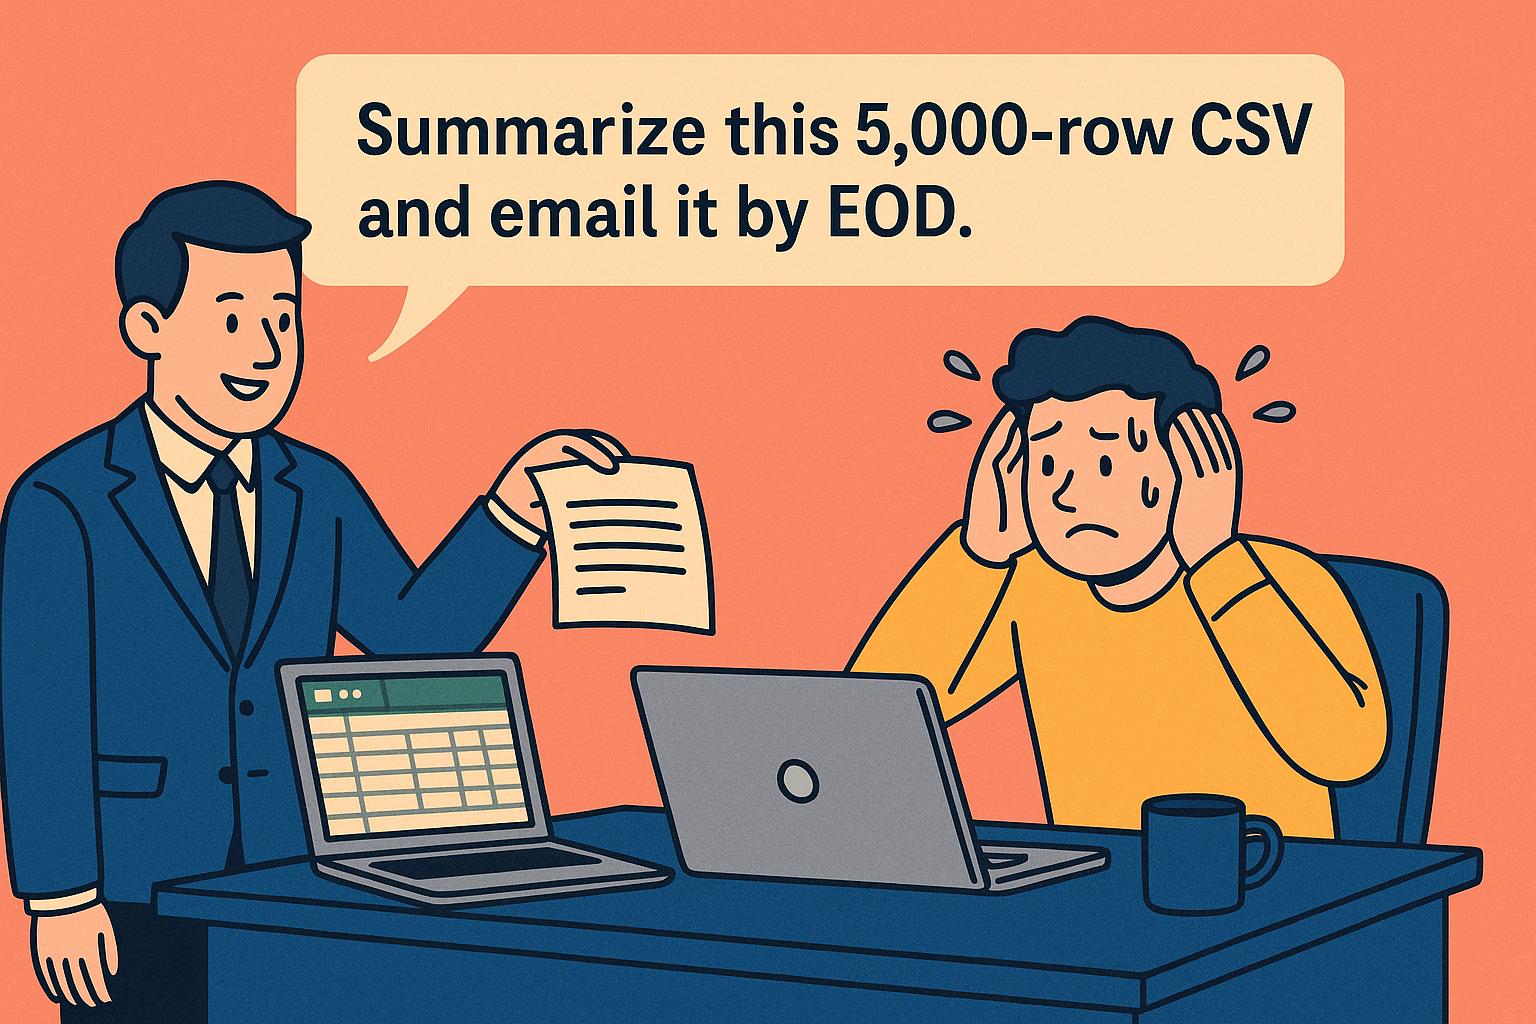 Summarize this 5,000-row CSV
and email it by EOD.